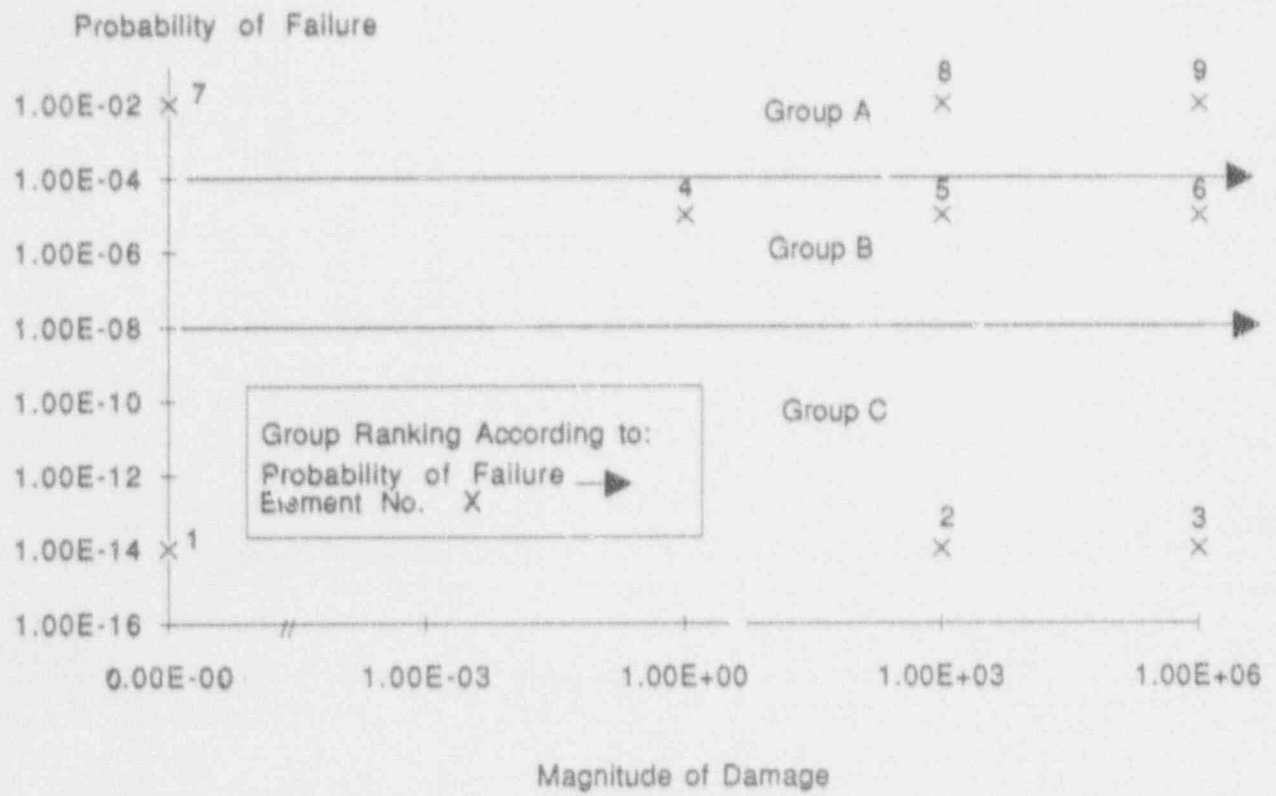 Probability of Failure
8 9
1.00E-02 7
Group A
1.00E-04
4 5 6
1.00E-06
Group B
1.00E-08
1.00E-10
Group C
Group Ranking According to:
Probability of Failure
Element No. X
1.00E-12
2 3
1.00E-14 1
1.00E-16
0.00E-00 1.00E-03 1.00E+00 1.00E+03 1.00E+06
Magnitude of Damage